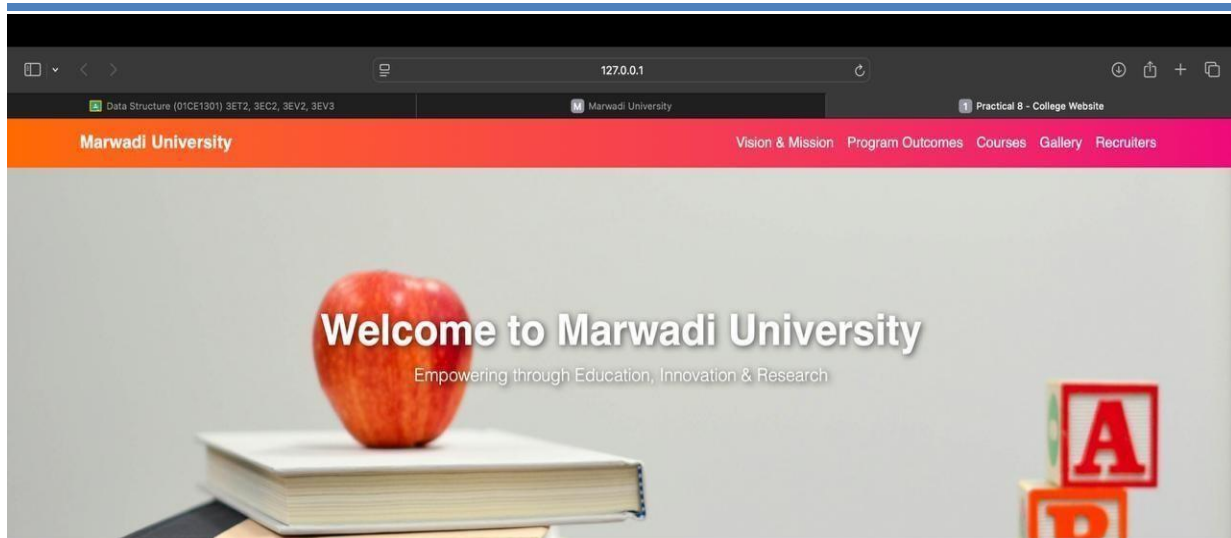 127.0.0.1
Data Structure (01CE1301) 3ET2, 3EC2, 3EV2, 3EV3
M Marwadi University
1 Practical 8 - College Website
Marwadi University
Vision & Mission Program Outcomes Courses Gallery Recruiters
Welcome to Marwadi University
Empowering through Education, Innovation & Research
A
B